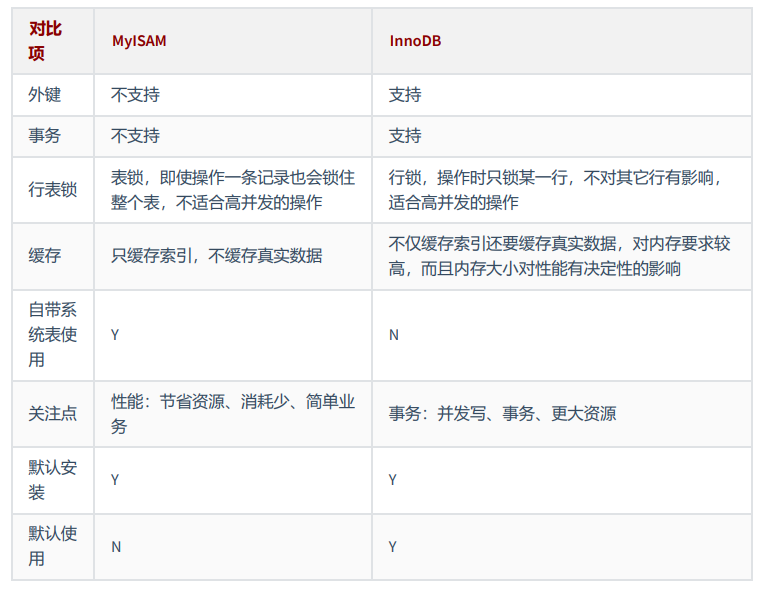 对比
项
MyISAM
InnoDB
外键
不支持
支持
事务
不支持
支持
行表锁
表锁，即使操作一条记录也会锁住
整个表，不适合高并发的操作
行锁，操作时只锁某一行，不对其它行有影响，
适合高并发的操作
缓存
只缓存索引，不缓存真实数据
不仅缓存索引还要缓存真实数据，对内存要求较
高，而且内存大小对性能有决定性的影响
自带系
统表使
用
Y
N
关注点
性能：节省资源、消耗少、简单业
务
事务：并发写、事务、更大资源
默认安
装
Y
Y
默认使
用
N
Y